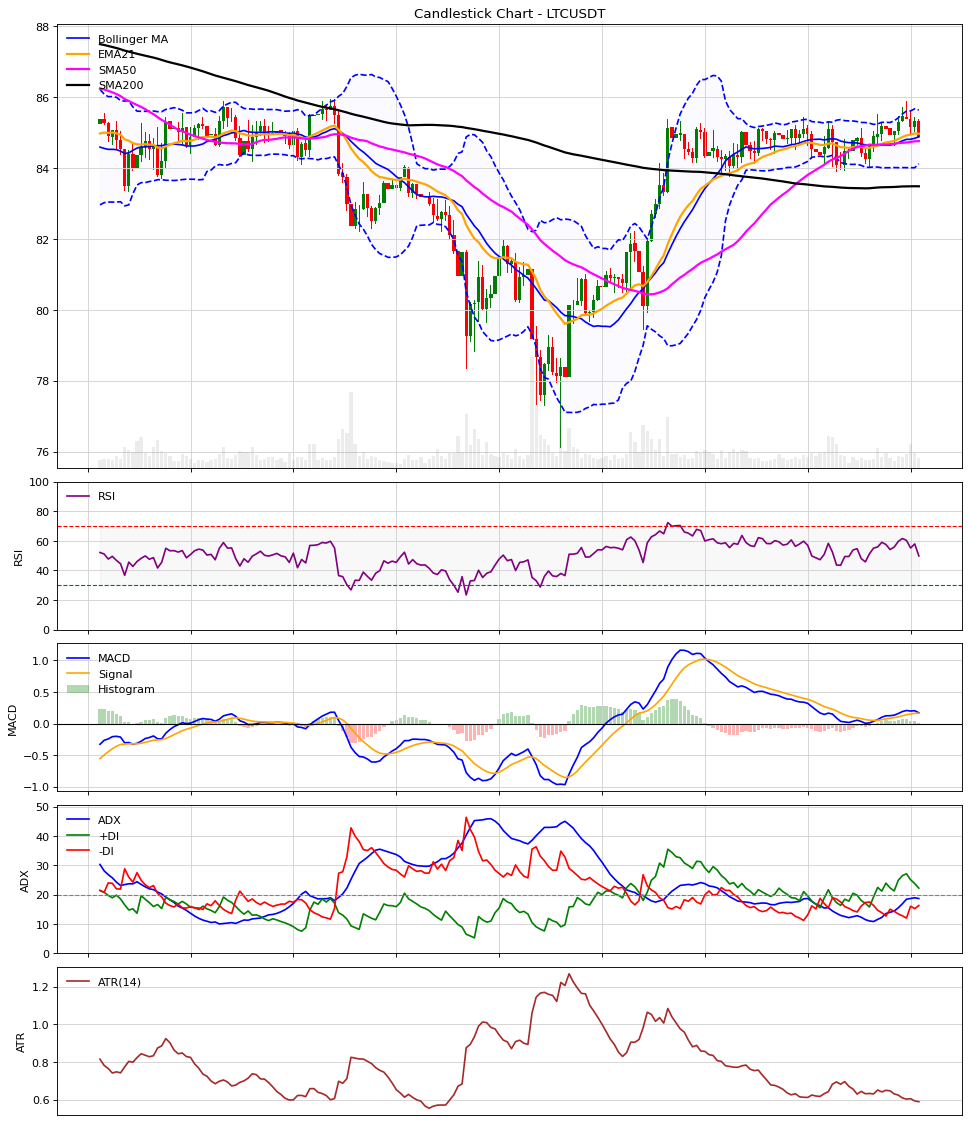 Candlestick Chart - LTCUSDT
88
86
84
82
80
78
76
Bollinger MA
EMA21
SMA50
SMA200
100
80
60
40
20
0
RSI
RSI
1.0
0.5
0.0
−0.5
−1.0
MACD
MACD
Signal
Histogram
50
40
30
20
10
0
ADX
ADX
+DI
-DI
1.2
1.0
0.8
0.6
ATR
ATR(14)